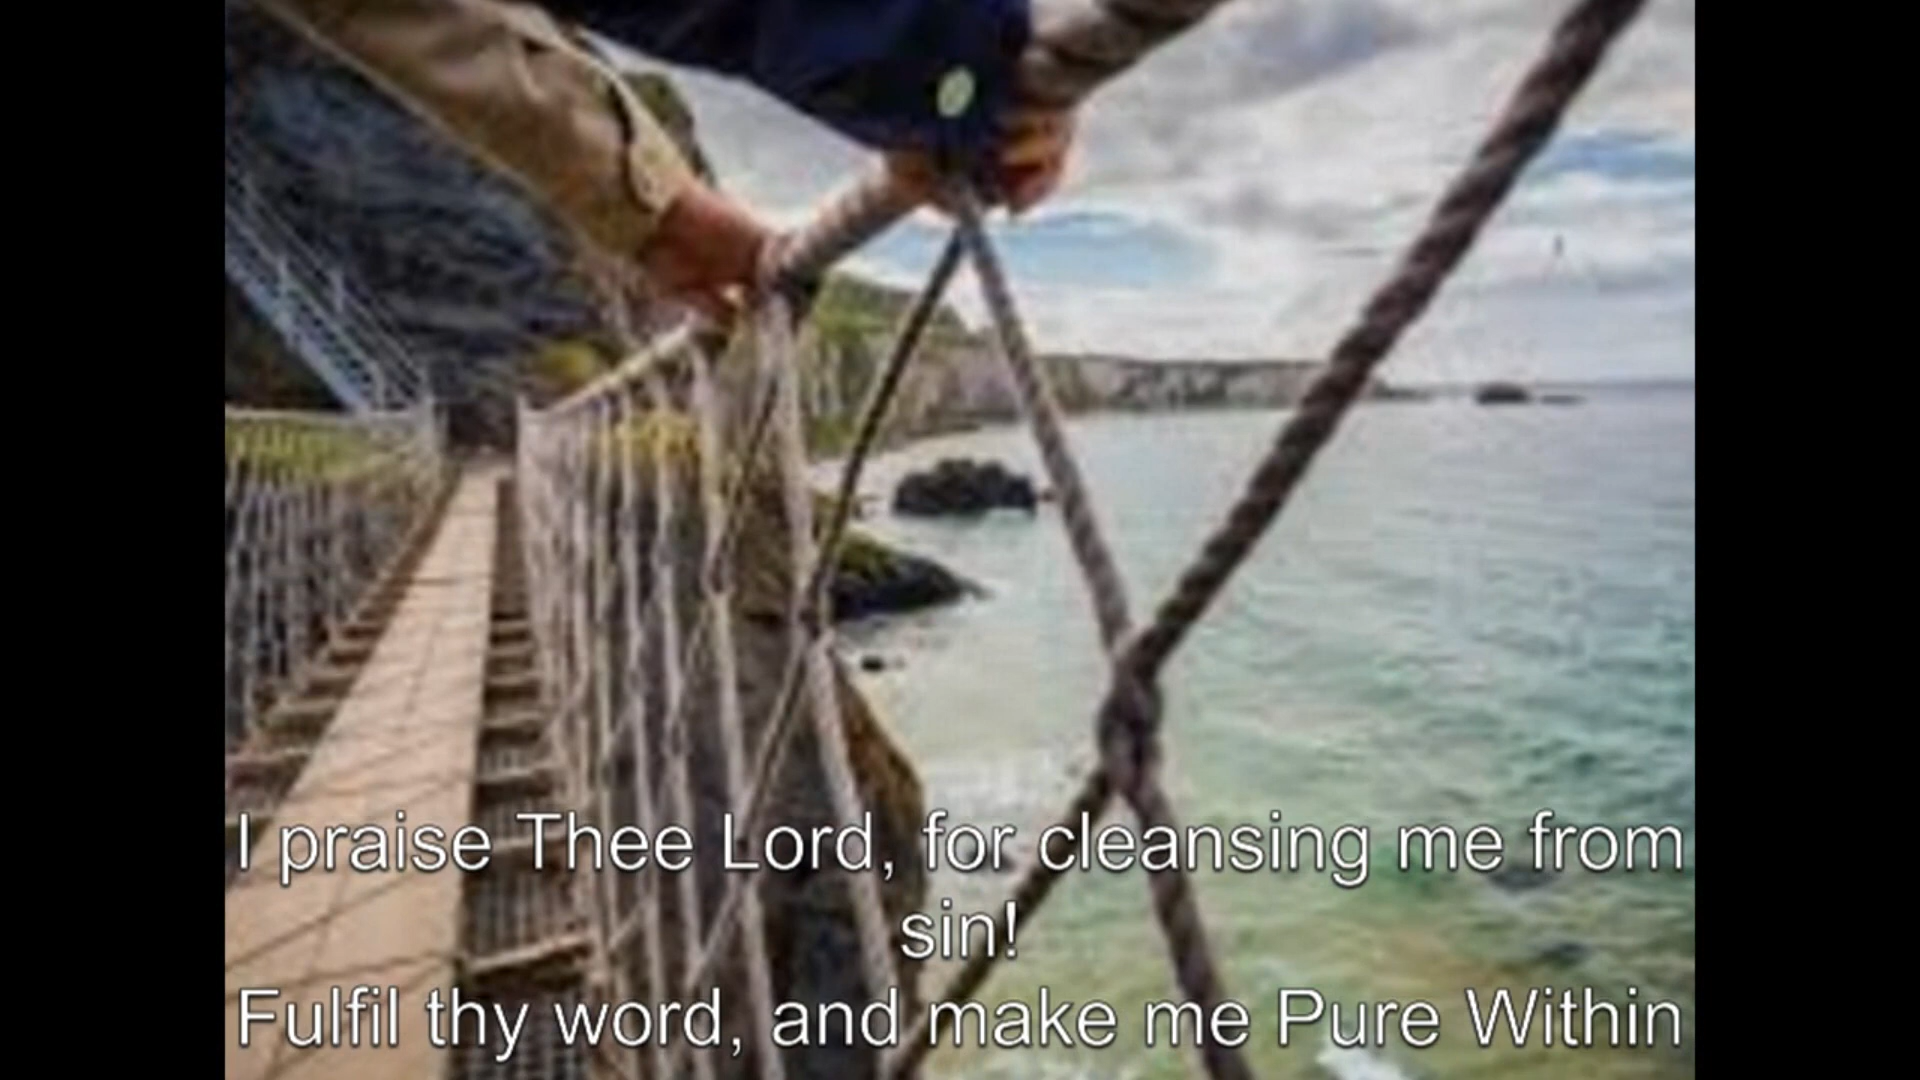 I praise Thee Lord, for cleansing me from
sin!
Fulfil thy word, and make me Pure Within